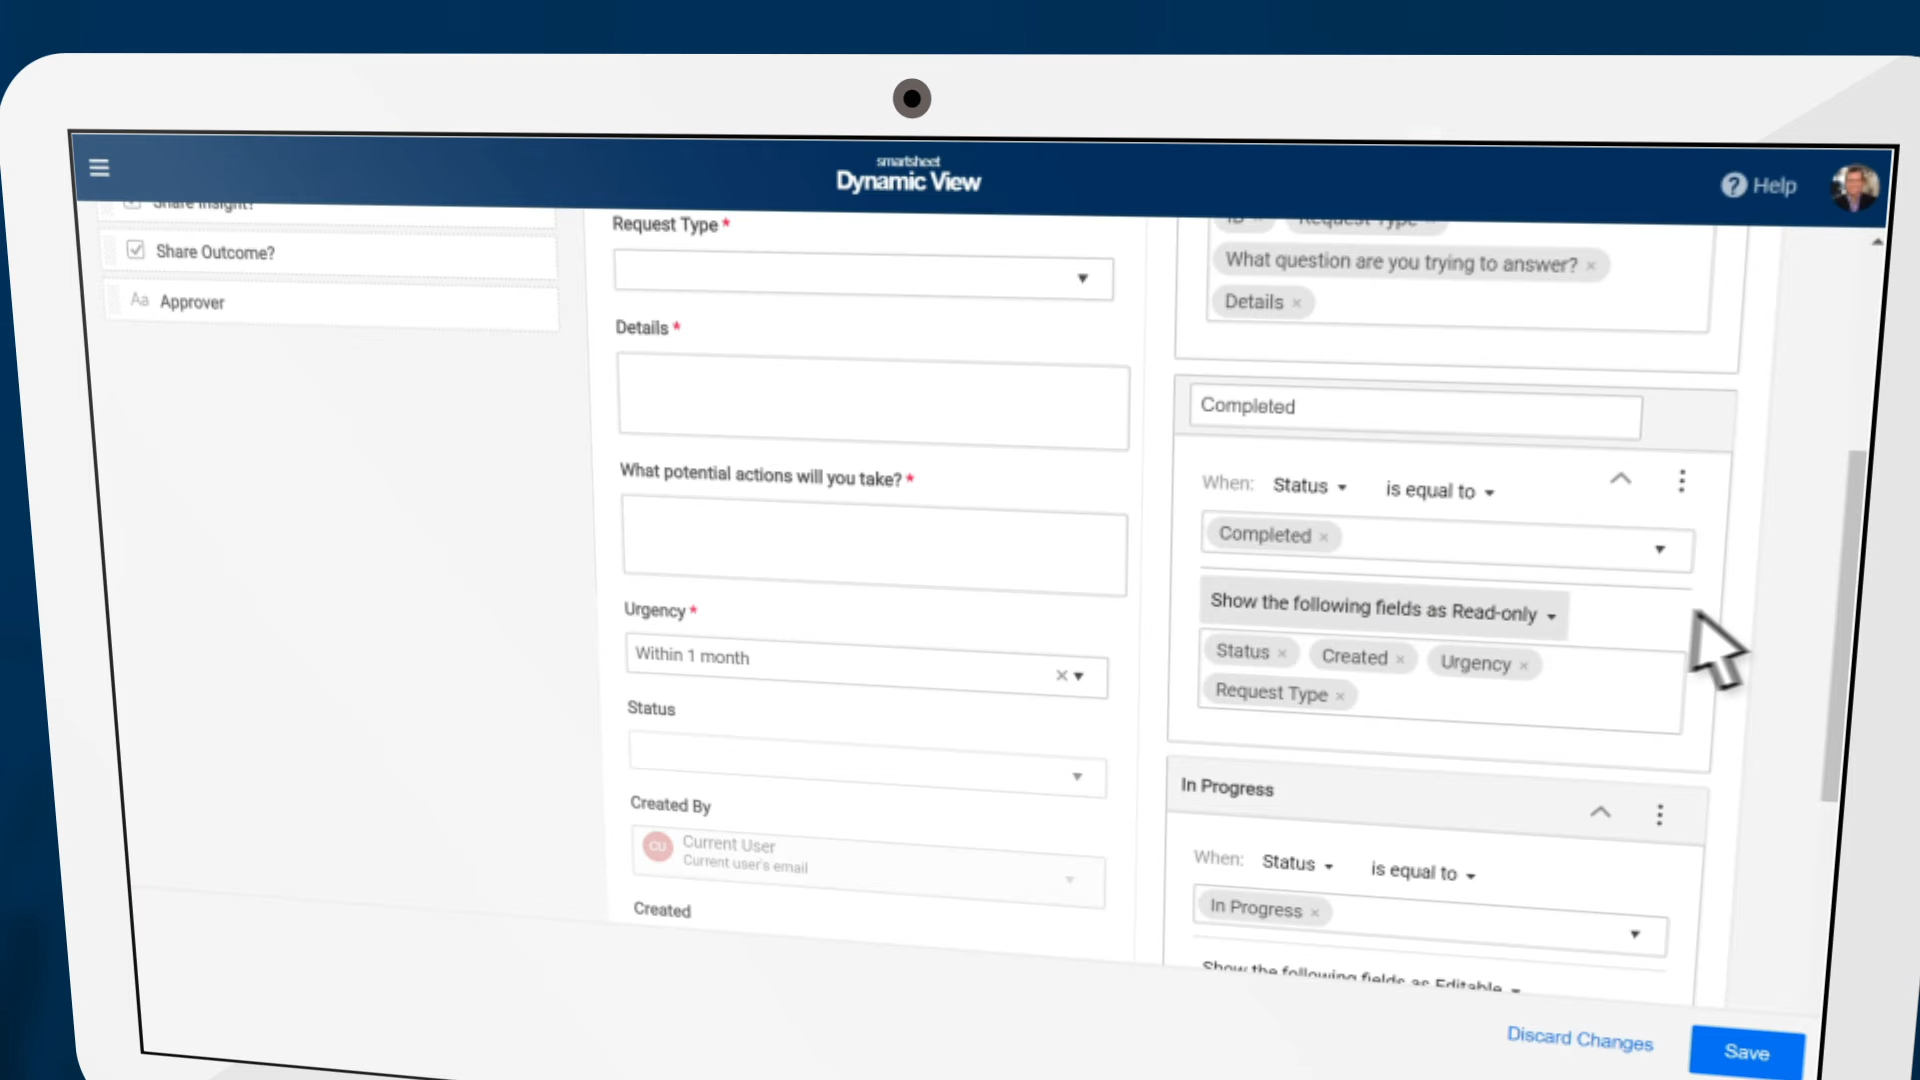 smartsheet
Dynamic View
? Help
Share Insight?
Share Outcome?
Aa Approver
Request Type *
Details *
What potential actions will you take? *
Urgency *
Within 1 month
Status
Created By
CU Current User
Current user's email
Created
ID × Request Type ×
What question are you trying to answer? ×
Details ×
Completed
When: Status is equal to
Completed ×
Show the following fields as Read-only
Status × Created × Urgency ×
Request Type ×
In Progress
When: Status is equal to
In Progress ×
Show the following fields as Editable
Discard Changes
Save